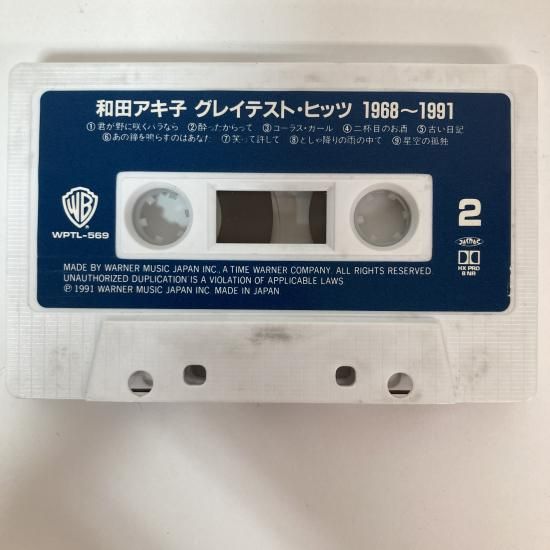 和田アキ子 グレイテスト・ヒッツ 1968〜1991
①君が野に咲くバラなら ②酔ったからって ③コーラス・ガール ④二杯目のお酒 ⑤古い日記
⑥あの鐘を鳴らすのはあなた ⑦笑って許して ⑧どしゃ降りの雨の中で ⑨星空の孤独
WB
WPTL-569
2
HX PRO
B NR
MADE BY WARNER MUSIC JAPAN INC., A TIME WARNER COMPANY. ALL RIGHTS RESERVED.
UNAUTHORIZED DUPLICATION IS A VIOLATION OF APPLICABLE LAWS
Ⓟ 1991 WARNER MUSIC JAPAN INC. MADE IN JAPAN